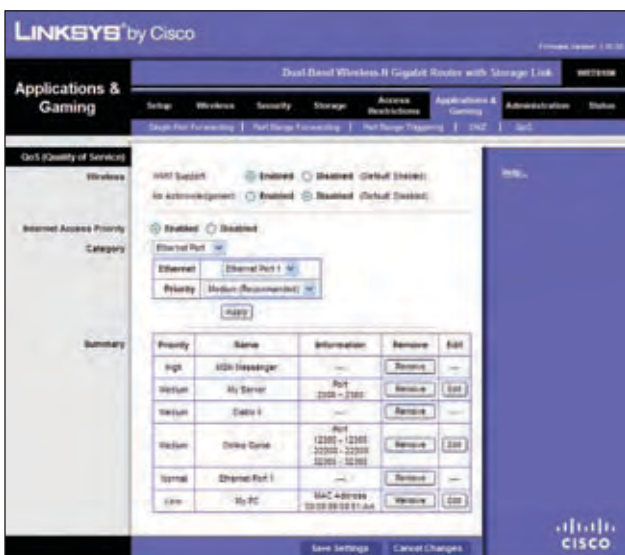 LINKSYS® by Cisco
Firmware Version:
Dual-Band Wireless-N Gigabit Router with Storage Link
Applications & Gaming
Setup Wireless Security Storage Access Restrictions Applications & Gaming Administration Status
Single Port Forwarding | Port Range Forwarding | Port Range Triggering | DMZ | QoS
QoS (Quality of Service)
Wireless
WMM Support: Enabled Disabled (Default: Enabled)
No Acknowledgement: Enabled Disabled (Default: Disabled)
Help...
Internet Access Priority
Enabled Disabled
Category
Ethernet Port
Ethernet Ethernet Port 1
Priority Medium (Recommended)
Apply
Summary
Priority Name Information Remove Edit
High MSN Messenger --- Remove ---
Medium My Server Port Remove Edit
Medium Diablo II --- Remove ---
Medium Online Game Port Remove Edit
Normal Ethernet Port 1 --- Remove ---
Low My PC MAC Address Remove Edit
Save Settings Cancel Changes
CISCO